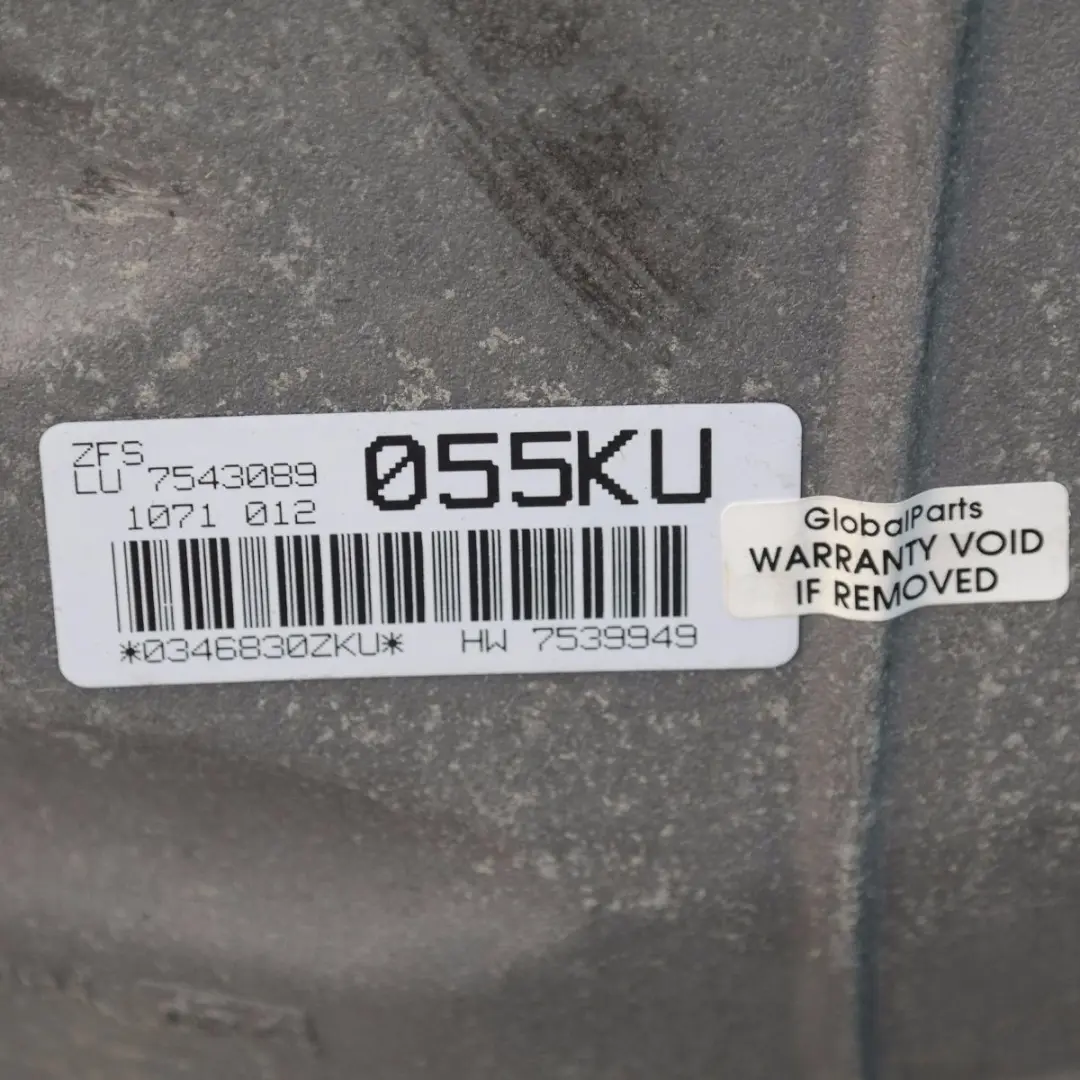 ZFS
LU 7543089
1071 012
055KU
*0346830ZKU* HW 7539949
GlobalParts
WARRANTY VOID
IF REMOVED